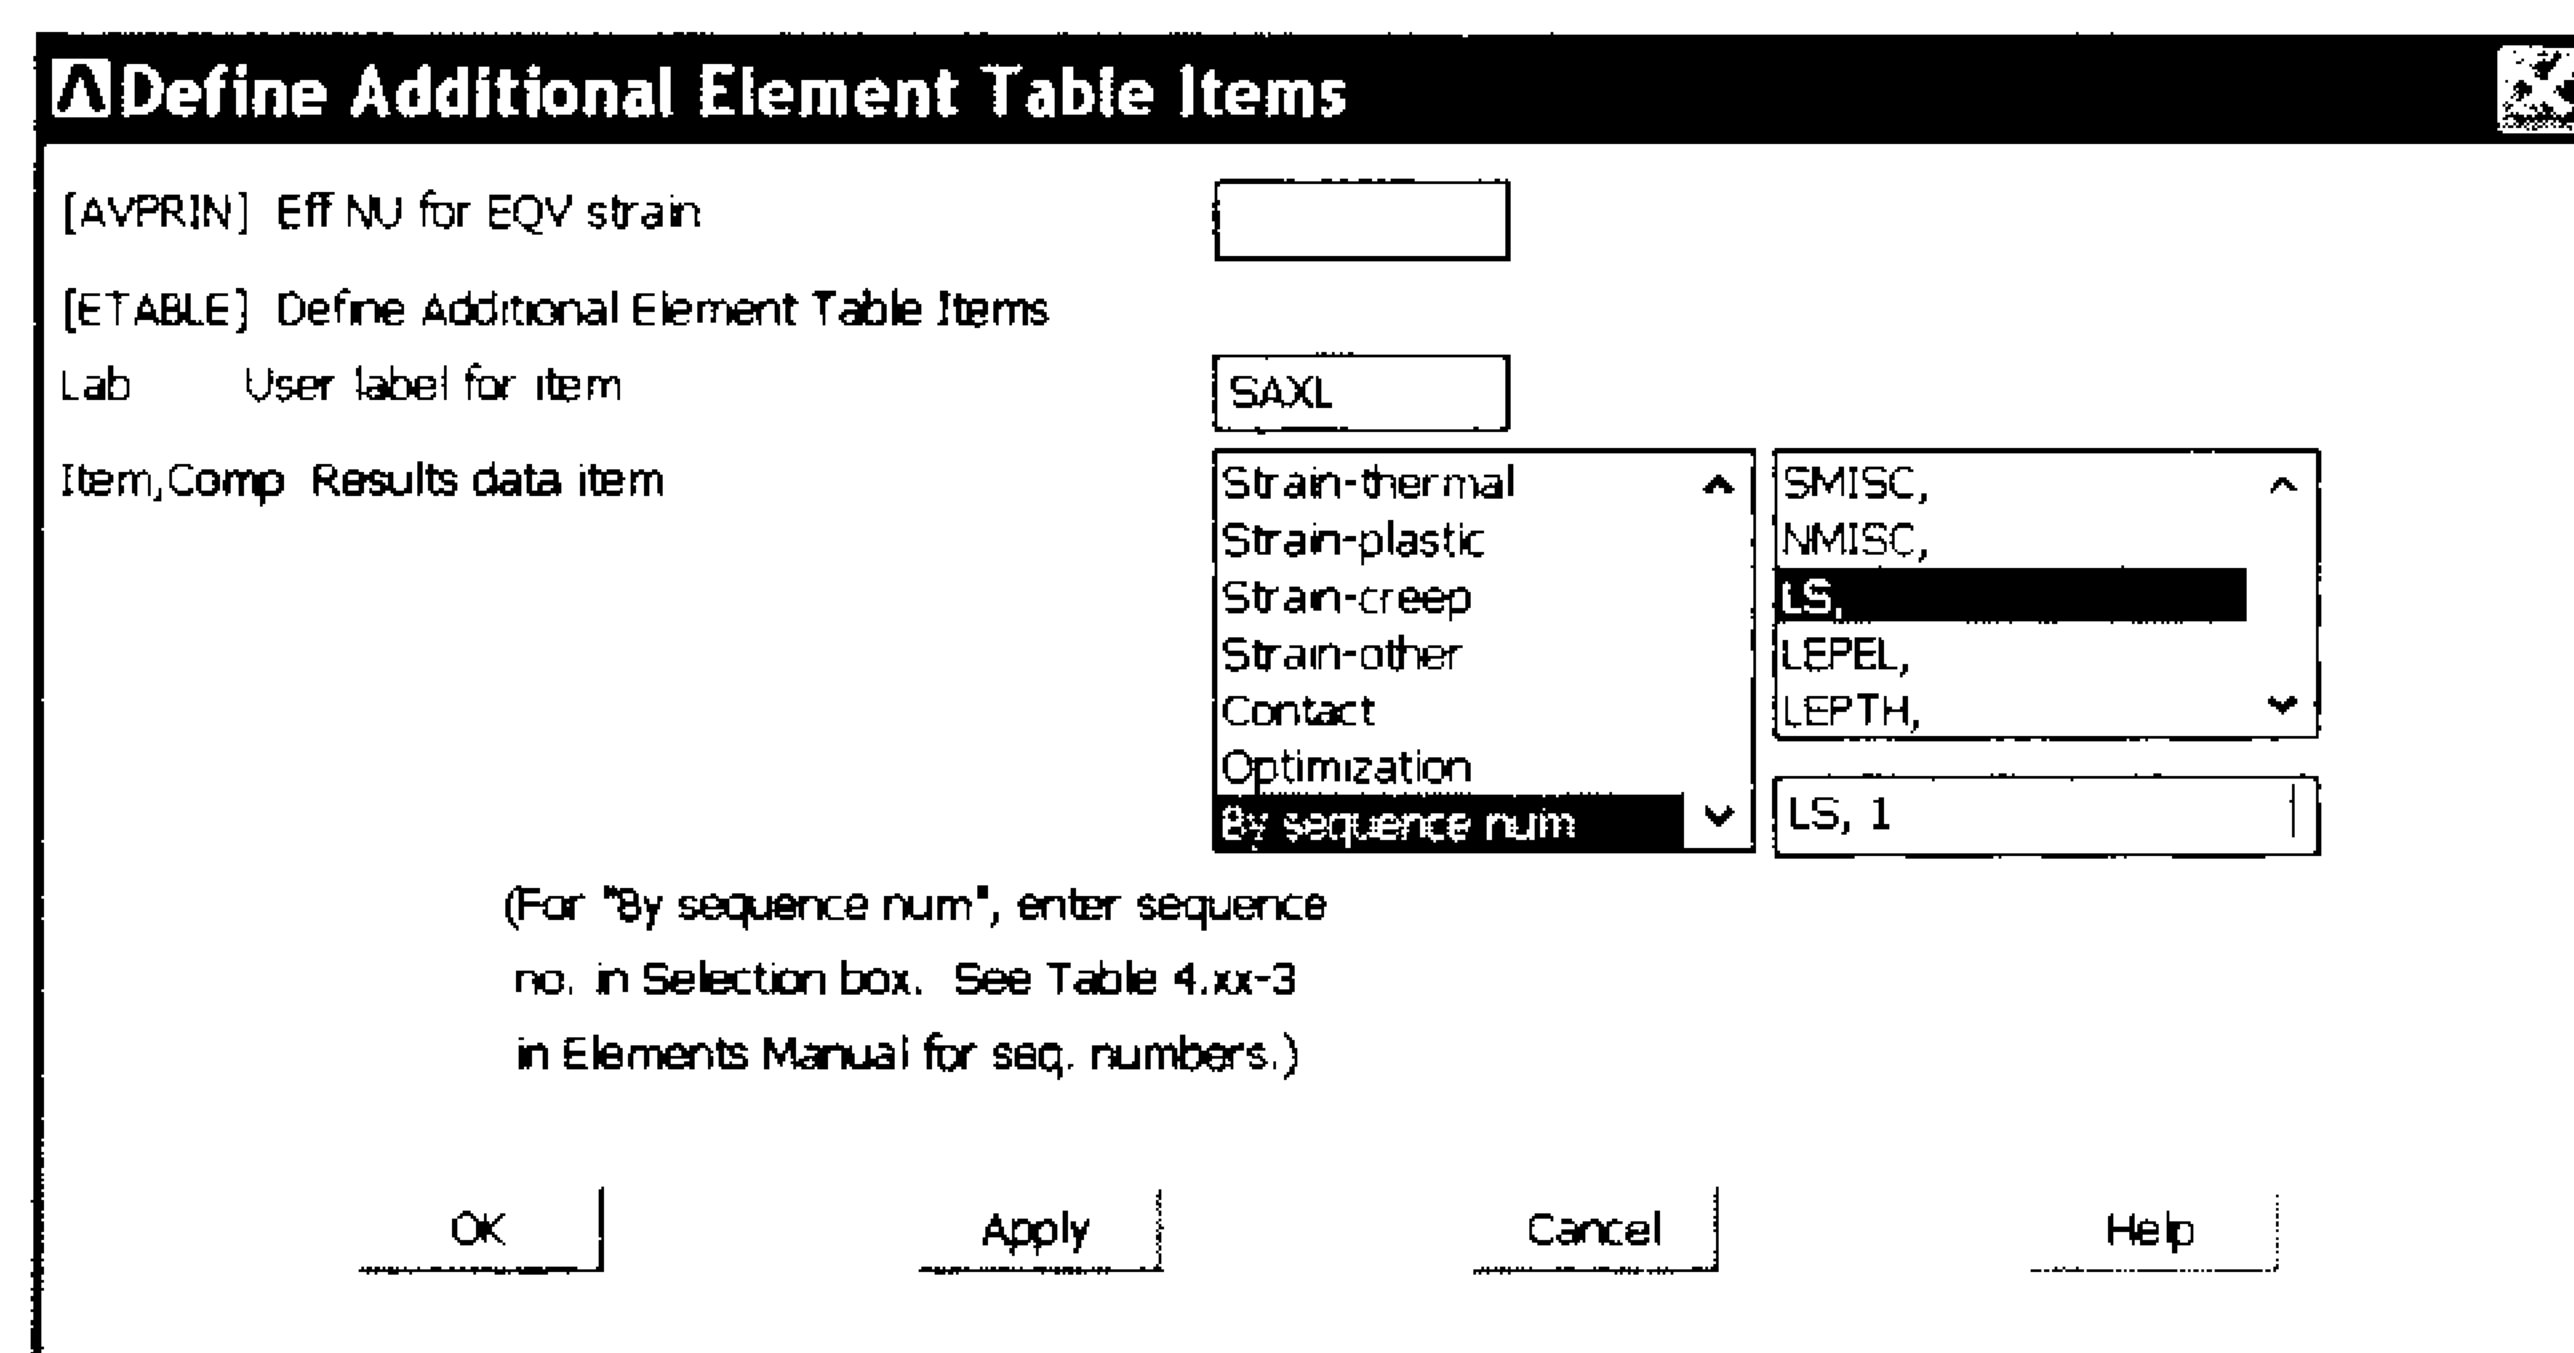 Define Additional Element Table Items
[AVPRIN] Eff NU for EQV strain
[ETABLE] Define Additional Element Table Items
Lab User label for item
SAXL
Item,Comp Results data item
Strain-thermal
Strain-plastic
Strain-creep
Strain-other
Contact
Optimization
By sequence num
SMISC,
NMISC,
LS,
LEPEL,
LEPTH,
LS, 1
(For "By sequence num", enter sequence
no. in Selection box. See Table 4.xx-3
in Elements Manual for seq. numbers.)
OK
Apply
Cancel
Help